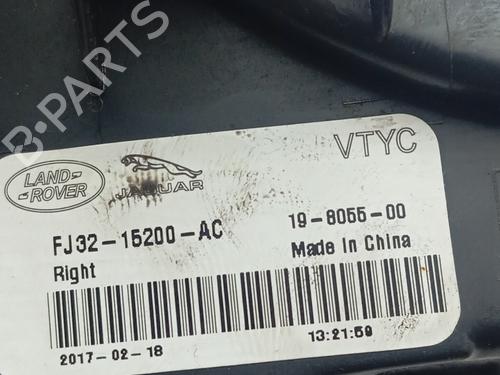 B-PARTS
VTYC
LAND-
ROVER
JAGUAR
FJ32-15200-AC
19-8055-00
Right
Made in China
2017-02-18
13:21:59